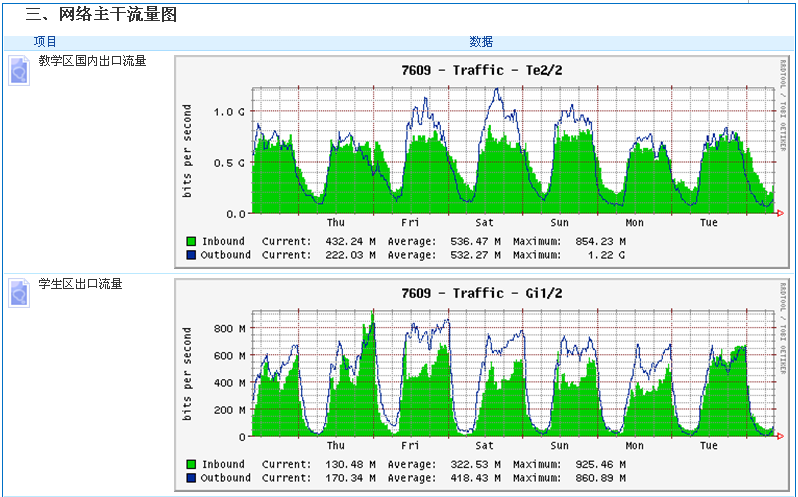 三、网络主干流量图
项目 数据
教学区国内出口流量
7609 - Traffic - Te2/2
RRDTOOL / TOBI OETIKER
bits per second
1.0 G
0.5 G
0.0
Thu Fri Sat Sun Mon Tue
Inbound Current: 432.24 M Average: 536.47 M Maximum: 854.23 M
Outbound Current: 222.03 M Average: 532.27 M Maximum: 1.22 G
学生区出口流量
7609 - Traffic - Gi1/2
RRDTOOL / TOBI OETIKER
bits per second
800 M
600 M
400 M
200 M
0
Thu Fri Sat Sun Mon Tue
Inbound Current: 130.48 M Average: 322.53 M Maximum: 925.46 M
Outbound Current: 170.34 M Average: 418.43 M Maximum: 860.89 M